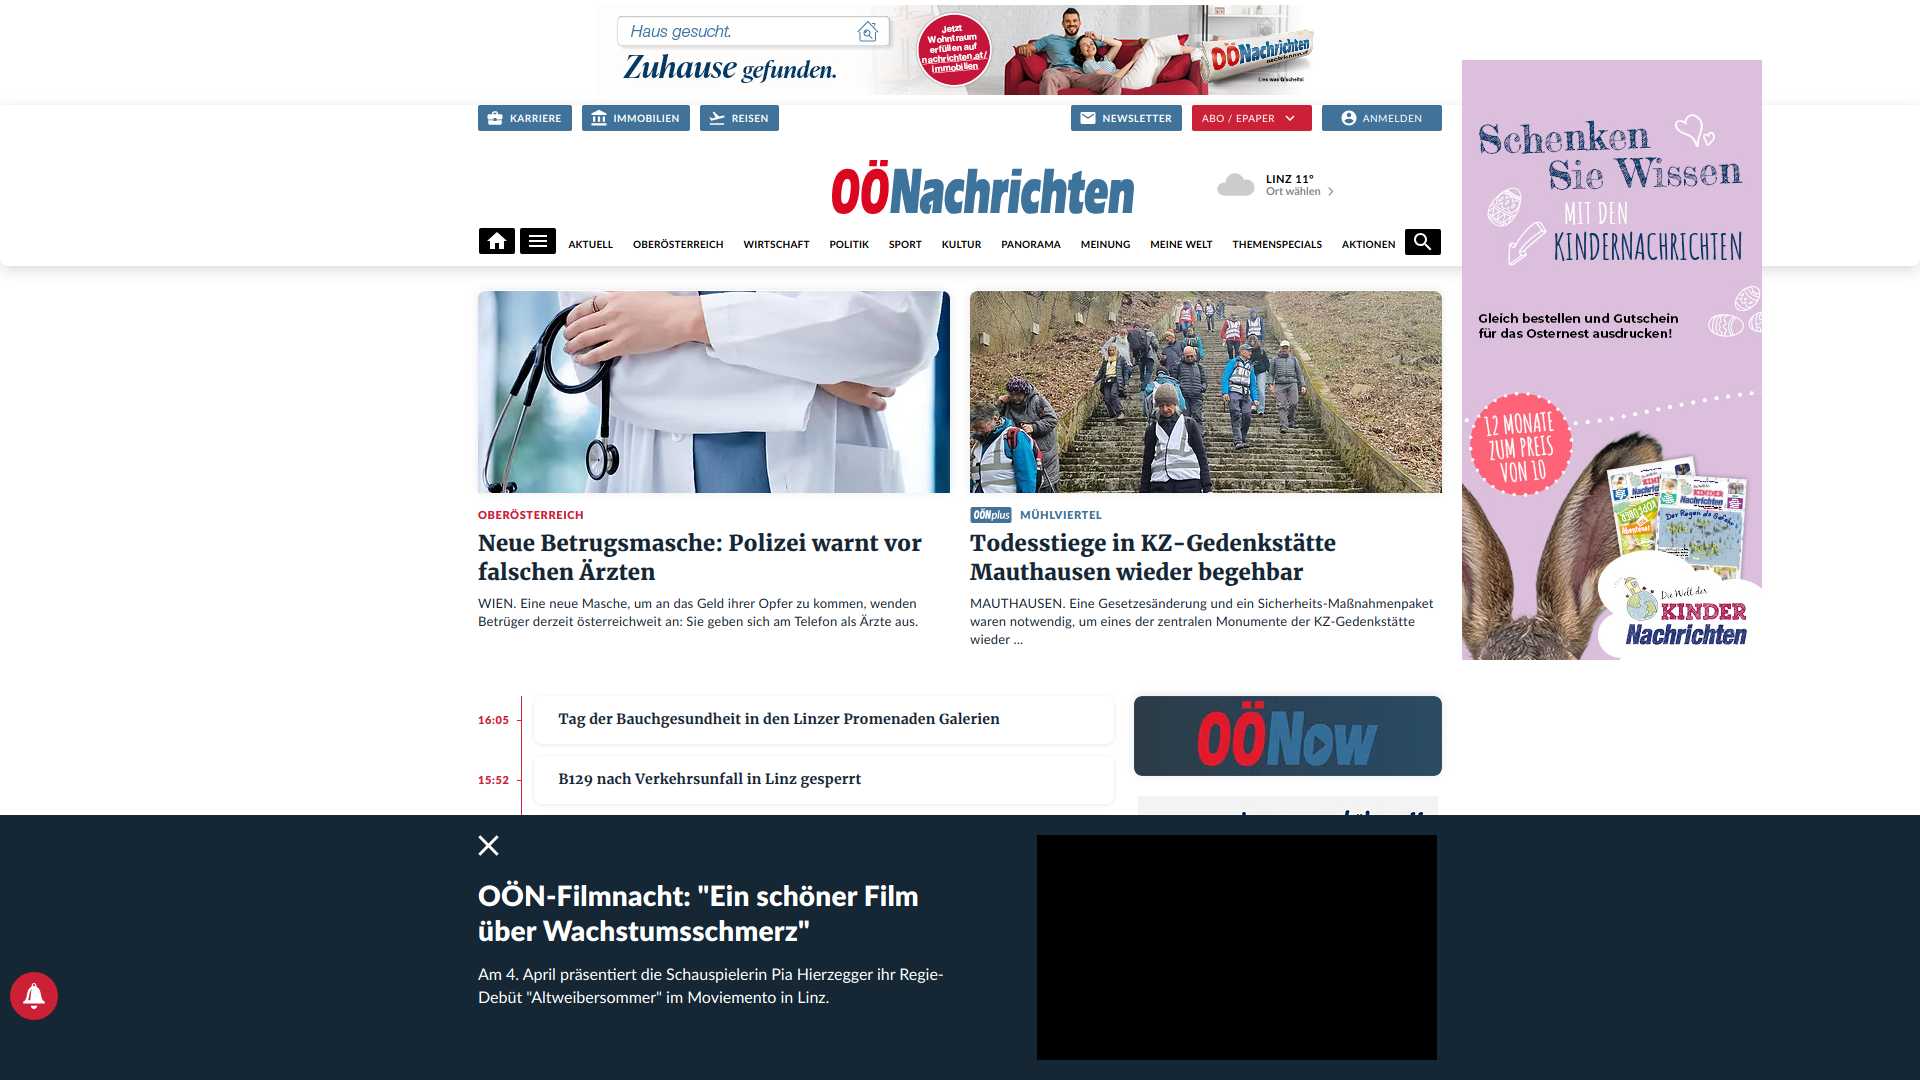 Haus gesucht.
Zuhause gefunden.
Jetzt
Wohntraum
erfüllen auf
nachrichten.at/
immobilien
OÖNachrichten
Lies was Gscheits!
KARRIERE
IMMOBILIEN
REISEN
NEWSLETTER
ABO / EPAPER
ANMELDEN
OÖNachrichten
LINZ 11°
Ort wählen
AKTUELL
OBERÖSTERREICH
WIRTSCHAFT
POLITIK
SPORT
KULTUR
PANORAMA
MEINUNG
MEINE WELT
THEMENSPECIALS
AKTIONEN
Schenken
Sie Wissen
MIT DEN
KINDERNACHRICHTEN
Gleich bestellen und Gutschein
für das Osternest ausdrucken!
12 MONATE
ZUM PREIS
VON 10
Die Welt der
KINDER
Nachrichten
OBERÖSTERREICH
Neue Betrugsmasche: Polizei warnt vor
falschen Ärzten
WIEN. Eine neue Masche, um an das Geld ihrer Opfer zu kommen, wenden
Betrüger derzeit österreichweit an: Sie geben sich am Telefon als Ärzte aus.
OÖNplus MÜHLVIERTEL
Todesstiege in KZ-Gedenkstätte
Mauthausen wieder begehbar
MAUTHAUSEN. Eine Gesetzesänderung und ein Sicherheits-Maßnahmenpaket
waren notwendig, um eines der zentralen Monumente der KZ-Gedenkstätte
wieder ...
16:05 Tag der Bauchgesundheit in den Linzer Promenaden Galerien
15:52 B129 nach Verkehrsunfall in Linz gesperrt
OÖNow
OÖN-Filmnacht: "Ein schöner Film
über Wachstumsschmerz"
Am 4. April präsentiert die Schauspielerin Pia Hierzegger ihr Regie-
Debüt "Altweibersommer" im Moviemento in Linz.